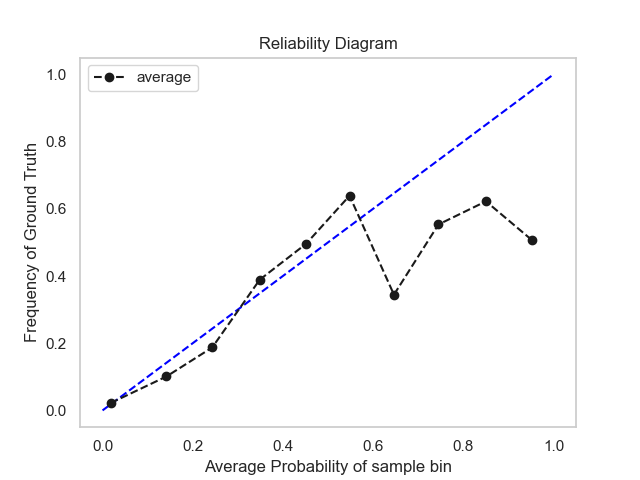 Reliability Diagram
average
Frequency of Ground Truth
1.0
0.8
0.6
0.4
0.2
0.0
0.0 0.2 0.4 0.6 0.8 1.0
Average Probability of sample bin